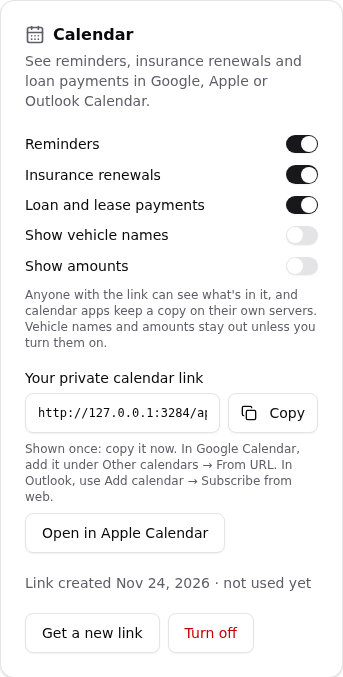 Calendar
See reminders, insurance renewals and
loan payments in Google, Apple or
Outlook Calendar.
Reminders
Insurance renewals
Loan and lease payments
Show vehicle names
Show amounts
Anyone with the link can see what's in it, and
calendar apps keep a copy on their own servers.
Vehicle names and amounts stay out unless you
turn them on.
Your private calendar link
http://127.0.0.1:3284/ap
Copy
Shown once: copy it now. In Google Calendar,
add it under Other calendars → From URL. In
Outlook, use Add calendar → Subscribe from
web.
Open in Apple Calendar
Link created Nov 24, 2026 · not used yet
Get a new link
Turn off